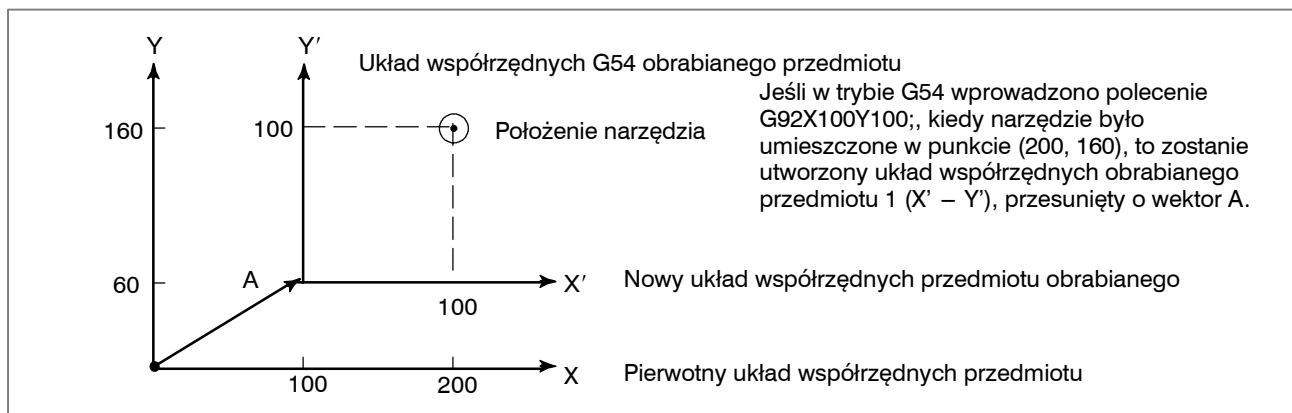 Y
Y′
Układ współrzędnych G54 obrabianego przedmiotu
Jeśli w trybie G54 wprowadzono polecenie
G92X100Y100;, kiedy narzędzie było
umieszczone w punkcie (200, 160), to zostanie
utworzony układ współrzędnych obrabianego
przedmiotu 1 (X’ – Y’), przesunięty o wektor A.
160
100
Położenie narzędzia
60
A
X′
Nowy układ współrzędnych przedmiotu obrabianego
100
100
200
X
Pierwotny układ współrzędnych przedmiotu